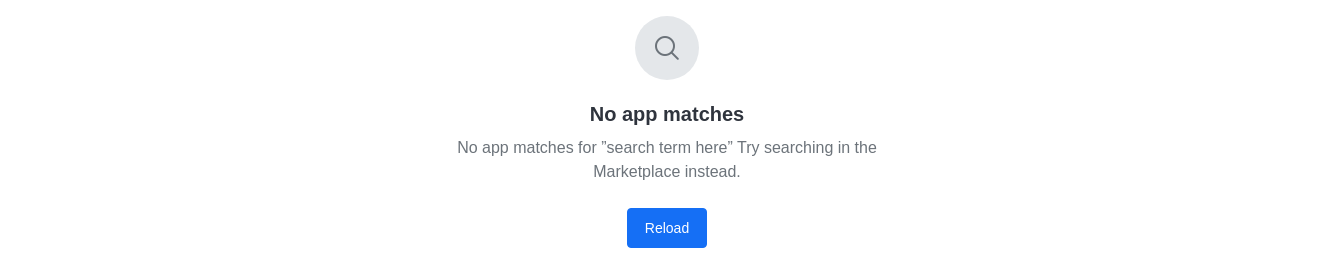 No app matches
No app matches for ”search term here” Try searching in the
Marketplace instead.
Reload